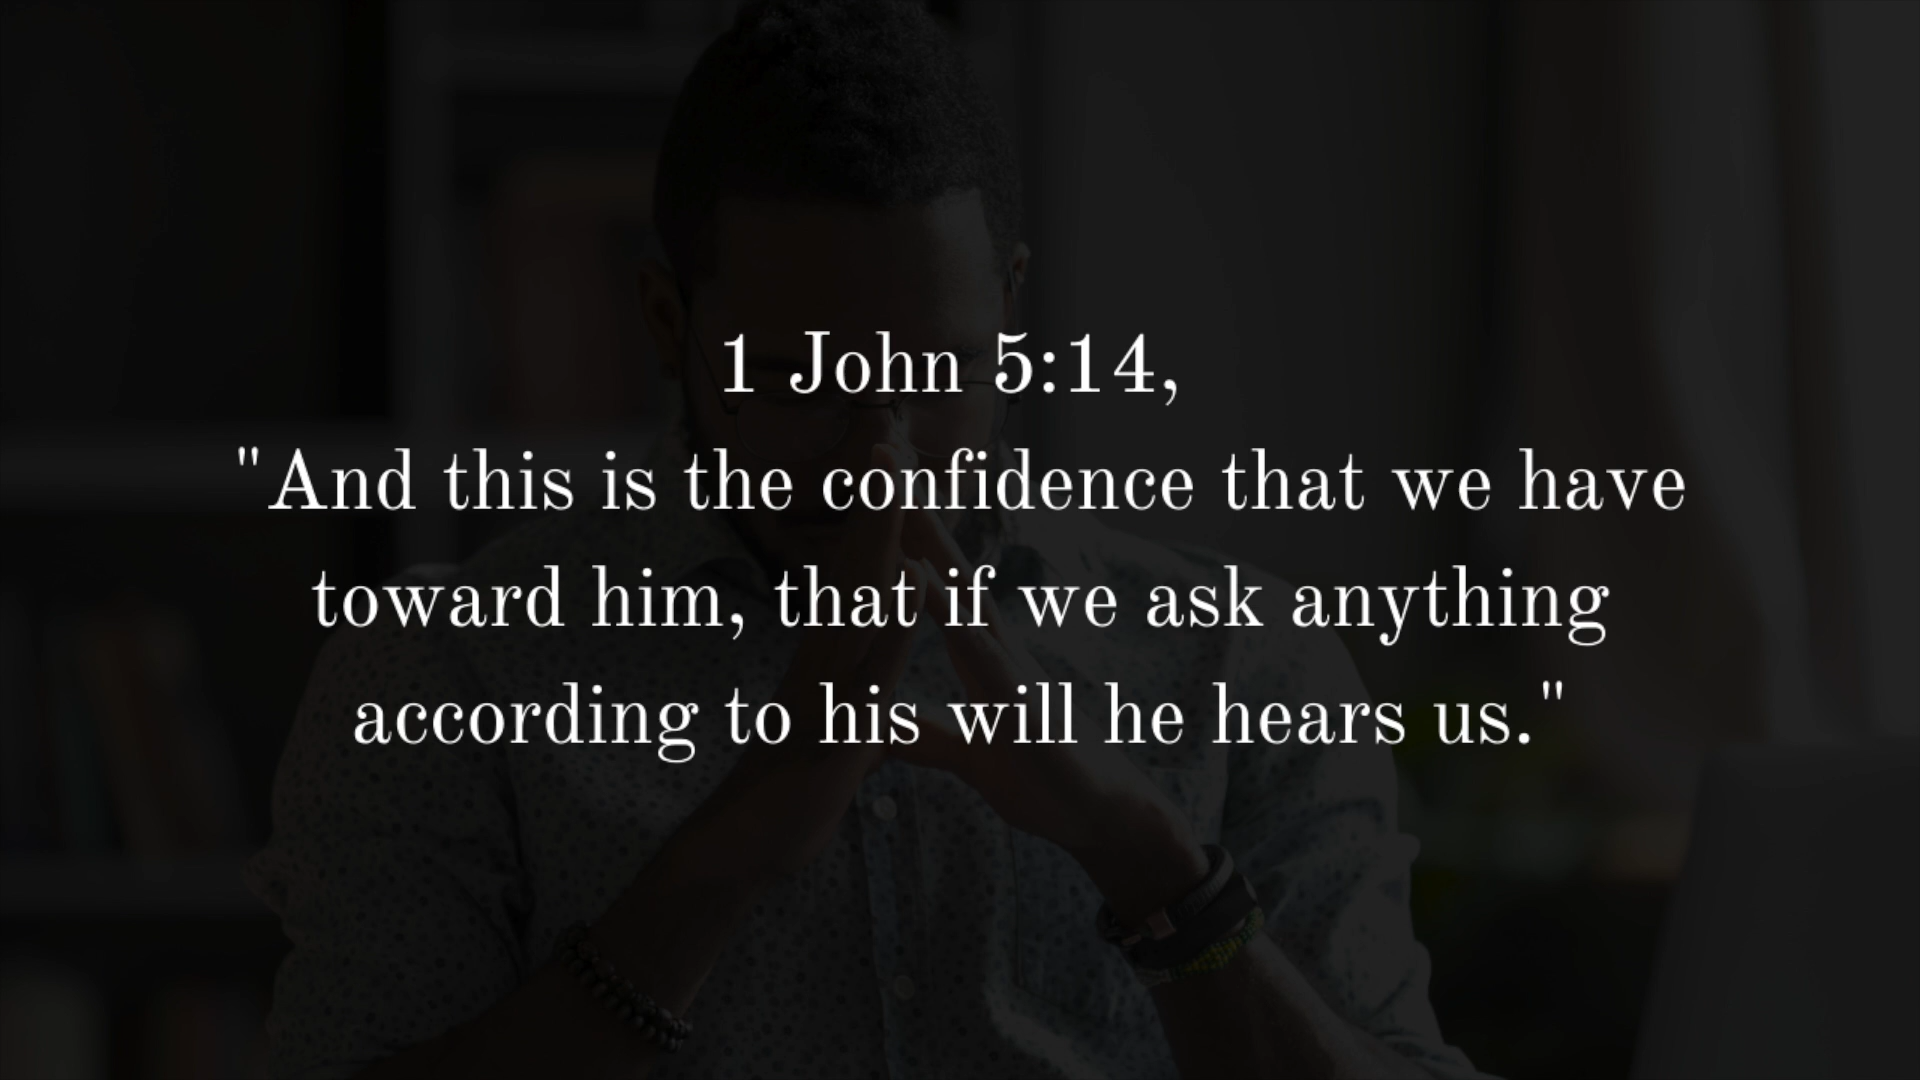 1 John 5:14,
"And this is the confidence that we have
toward him, that if we ask anything
according to his will he hears us."